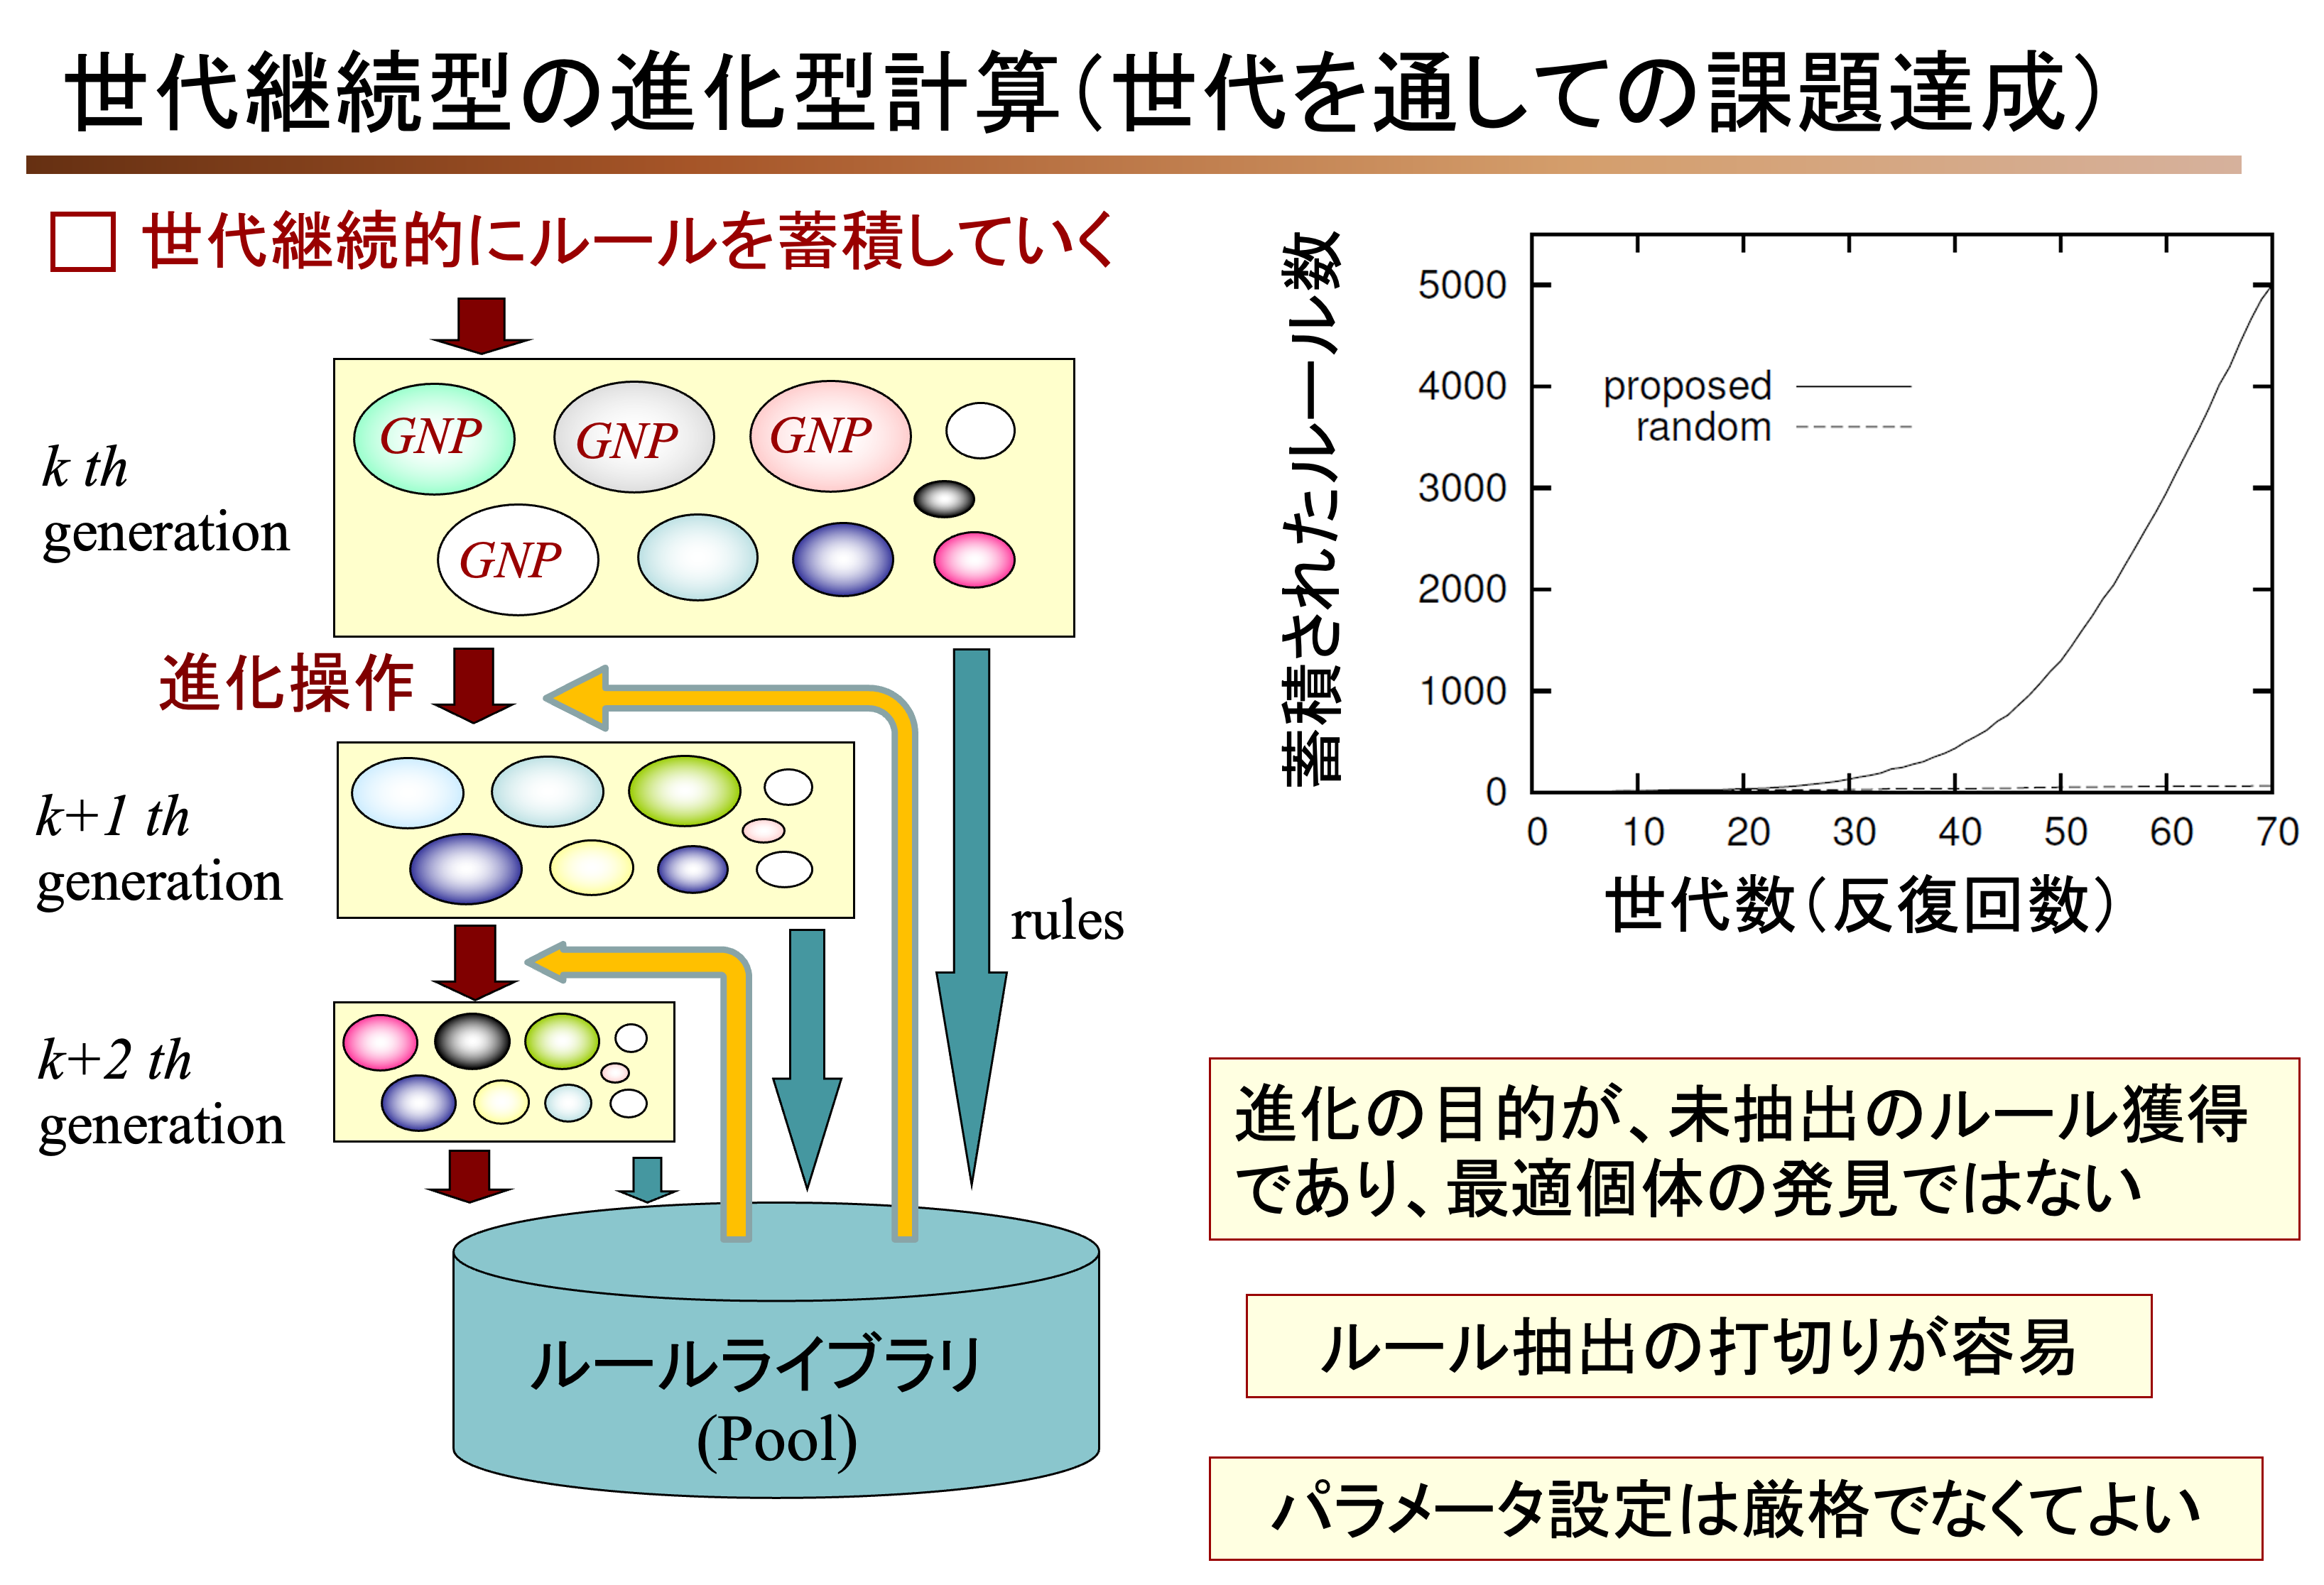 世代継続型の進化型計算(世代を通しての課題達成)
□ 世代継続的にルールを蓄積していく
k th
generation
GNP
GNP
GNP
GNP
進化操作
k+1 th
generation
rules
k+2 th
generation
ルールライブラリ
(Pool)
蓄積されたルール数
5000
4000
3000
2000
1000
0
proposed
random
0 10 20 30 40 50 60 70
世代数(反復回数)
進化の目的が、未抽出のルール獲得
であり、最適個体の発見ではない
ルール抽出の打切りが容易
パラメータ設定は厳格でなくてよい